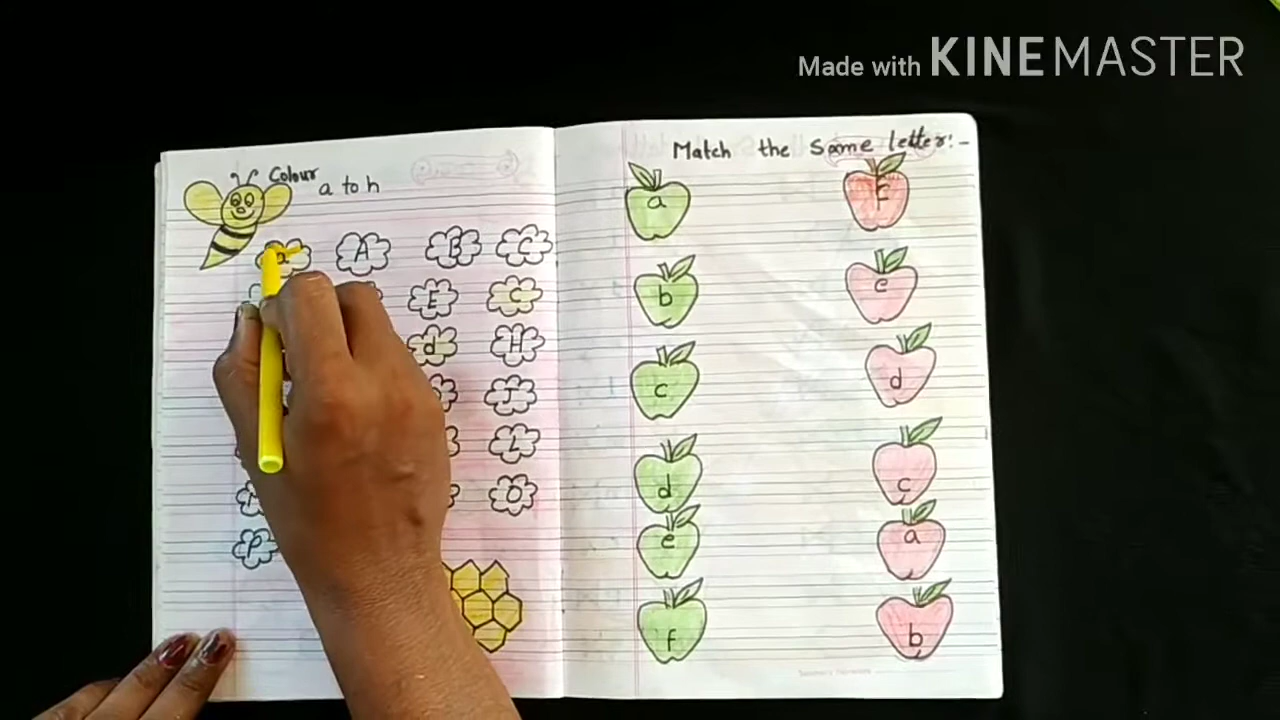 Made with KINEMASTER
Colour a to h
a A B C
E C
d H
J
L
O
P
Match the Same letter:-
a F
b e
c d
d c
e a
f b